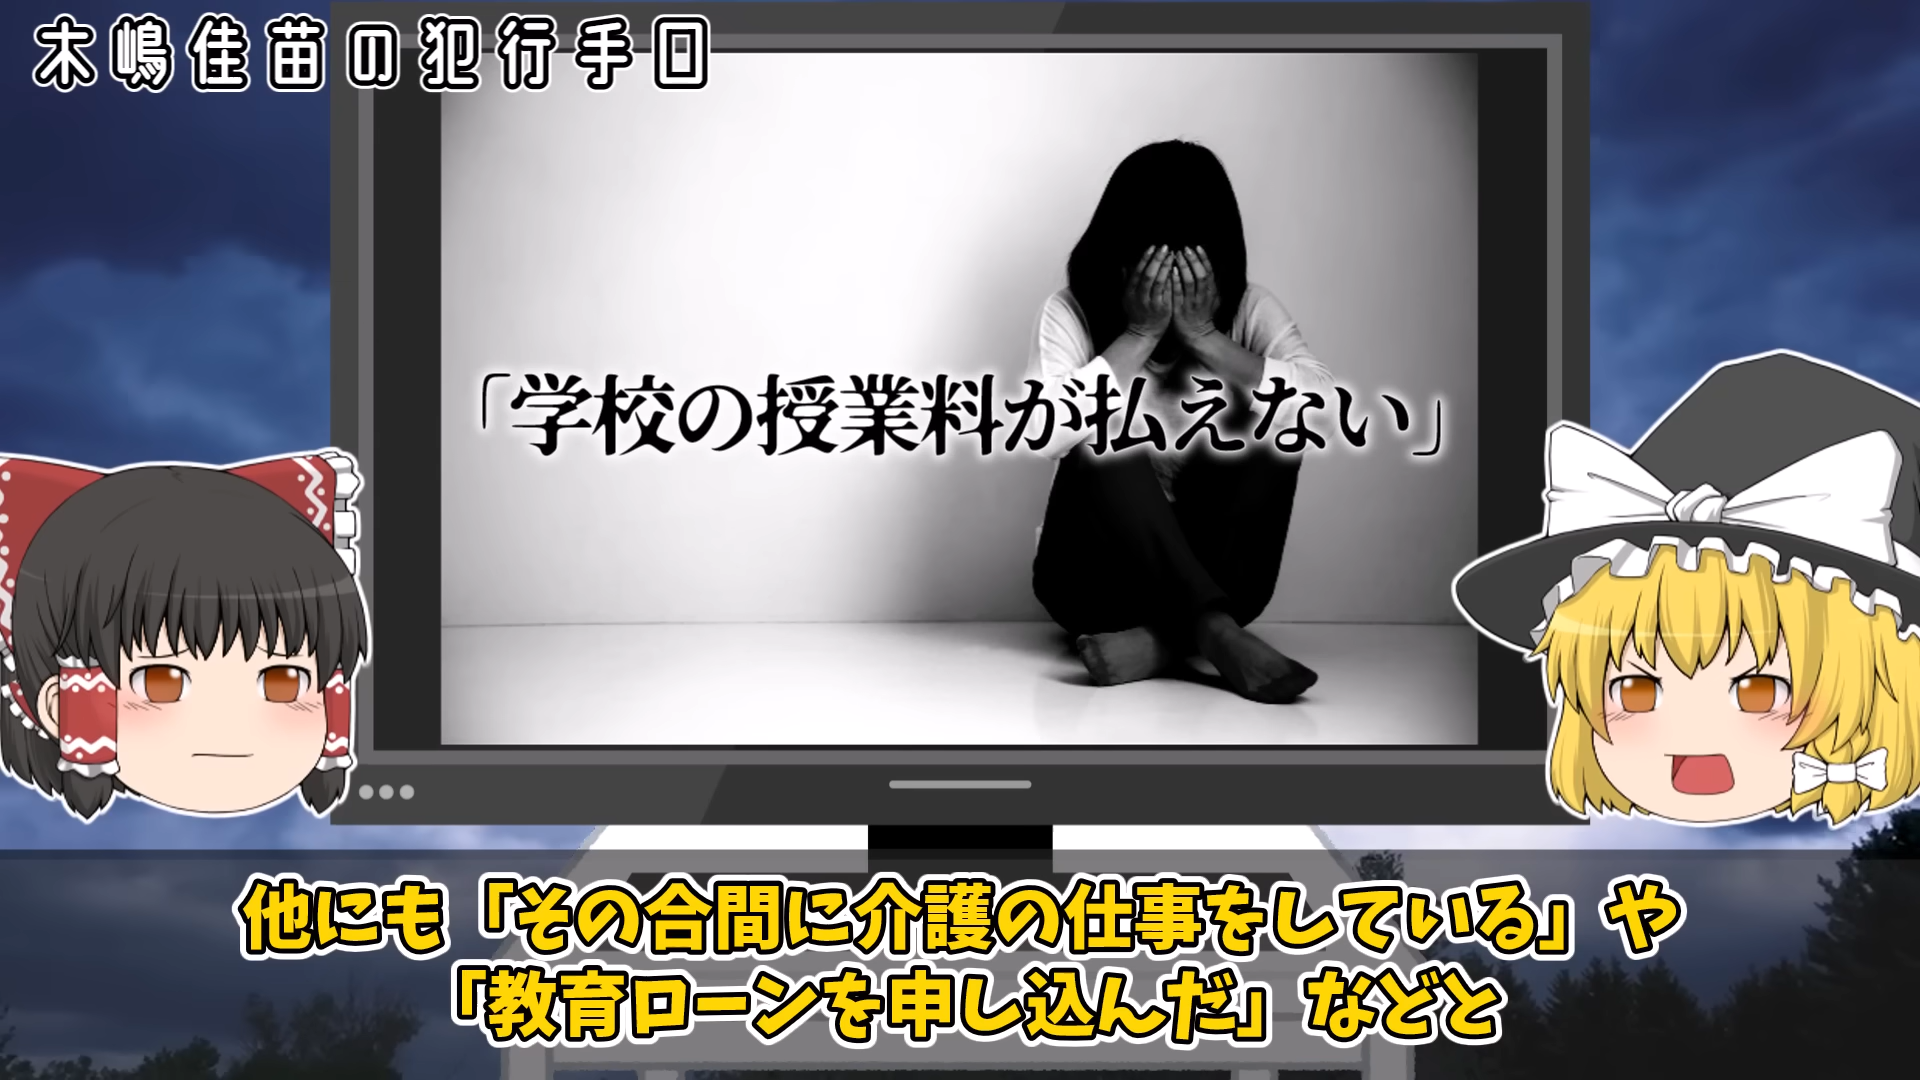 木嶋佳苗の犯行手口
「学校の授業料が払えない」
他にも「その合間に介護の仕事をしている」や
「教育ローンを申し込んだ」などと